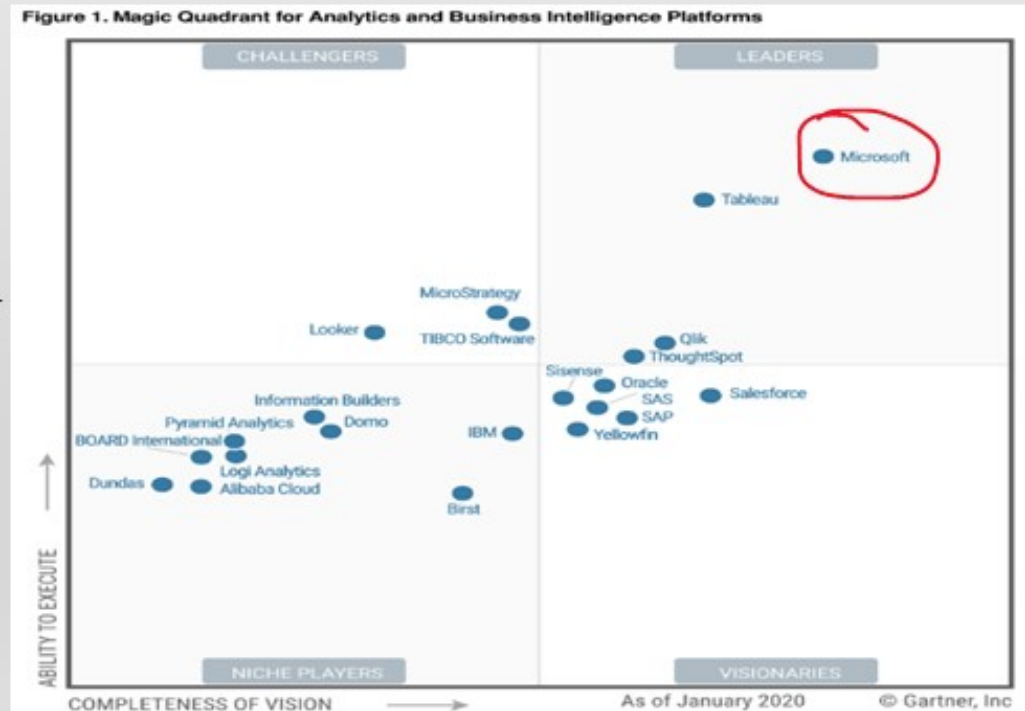 Figure 1. Magic Quadrant for Analytics and Business Intelligence Platforms
CHALLENGERS
LEADERS
Microsoft
Tableau
MicroStrategy
Looker
TIBCO Software
Qlik
ThoughtSpot
Sisense
Oracle
Salesforce
SAS
Information Builders
SAP
Pyramid Analytics
Domo
IBM
Yellowfin
BOARD International
Logi Analytics
Dundas
Alibaba Cloud
Birst
ABILITY TO EXECUTE
NICHE PLAYERS
VISIONARIES
COMPLETENESS OF VISION
As of January 2020
© Gartner, Inc